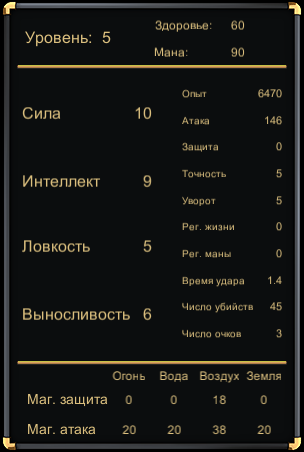 Уровень: 5
Здоровье: 60
Мана: 90
Сила 10
Интеллект 9
Ловкость 5
Выносливость 6
Опыт 6470
Атака 146
Защита 0
Точность 5
Уворот 5
Рег. жизни 0
Рег. маны 0
Время удара 1.4
Число убийств 45
Число очков 3
Огонь Вода Воздух Земля
Маг. защита 0 0 18 0
Маг. атака 20 20 38 20